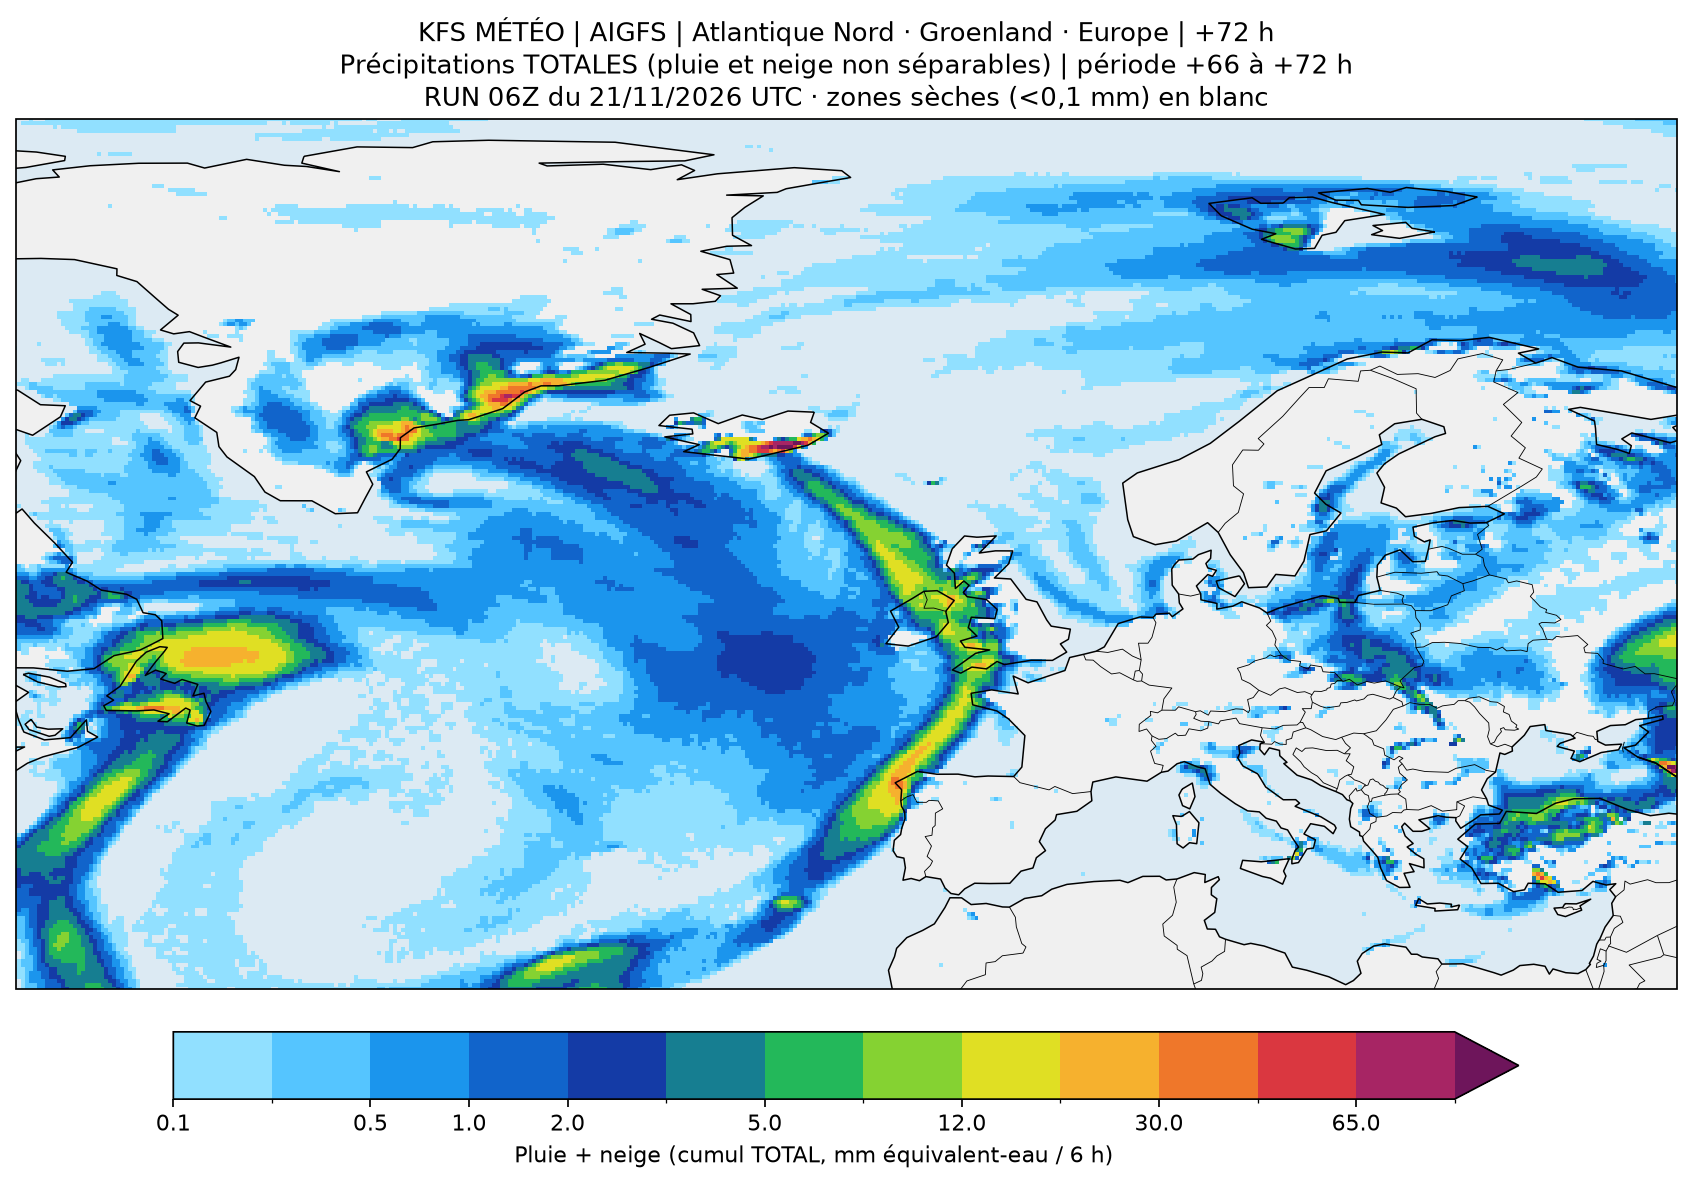 KFS MÉTÉO | AIGFS | Atlantique Nord · Groenland · Europe | +72 h
Précipitations TOTALES (pluie et neige non séparables) | période +66 à +72 h
RUN 06Z du 21/11/2026 UTC · zones sèches (<0,1 mm) en blanc
0.1 0.5 1.0 2.0 5.0 12.0 30.0 65.0
Pluie + neige (cumul TOTAL, mm équivalent-eau / 6 h)